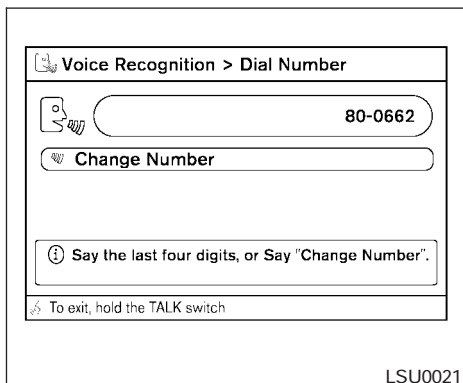 Voice Recognition > Dial Number
80-0662
Change Number
Say the last four digits, or Say "Change Number".
To exit, hold the TALK switch
LSU0021